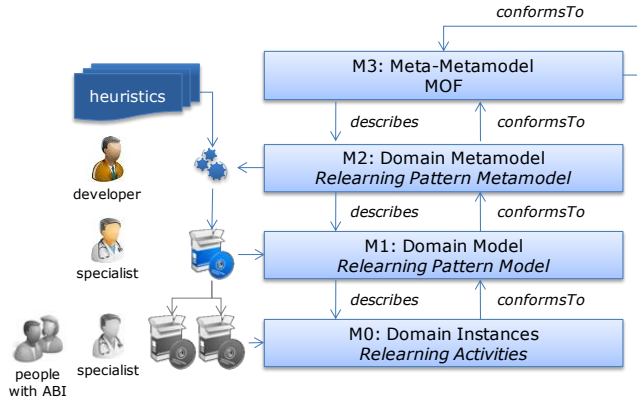 conformsTo
M3: Meta-Metamodel
MOF
heuristics
describes
conformsTo
developer
M2: Domain Metamodel
Relearning Pattern Metamodel
describes
conformsTo
specialist
M1: Domain Model
Relearning Pattern Model
describes
conformsTo
people
with ABI
specialist
M0: Domain Instances
Relearning Activities